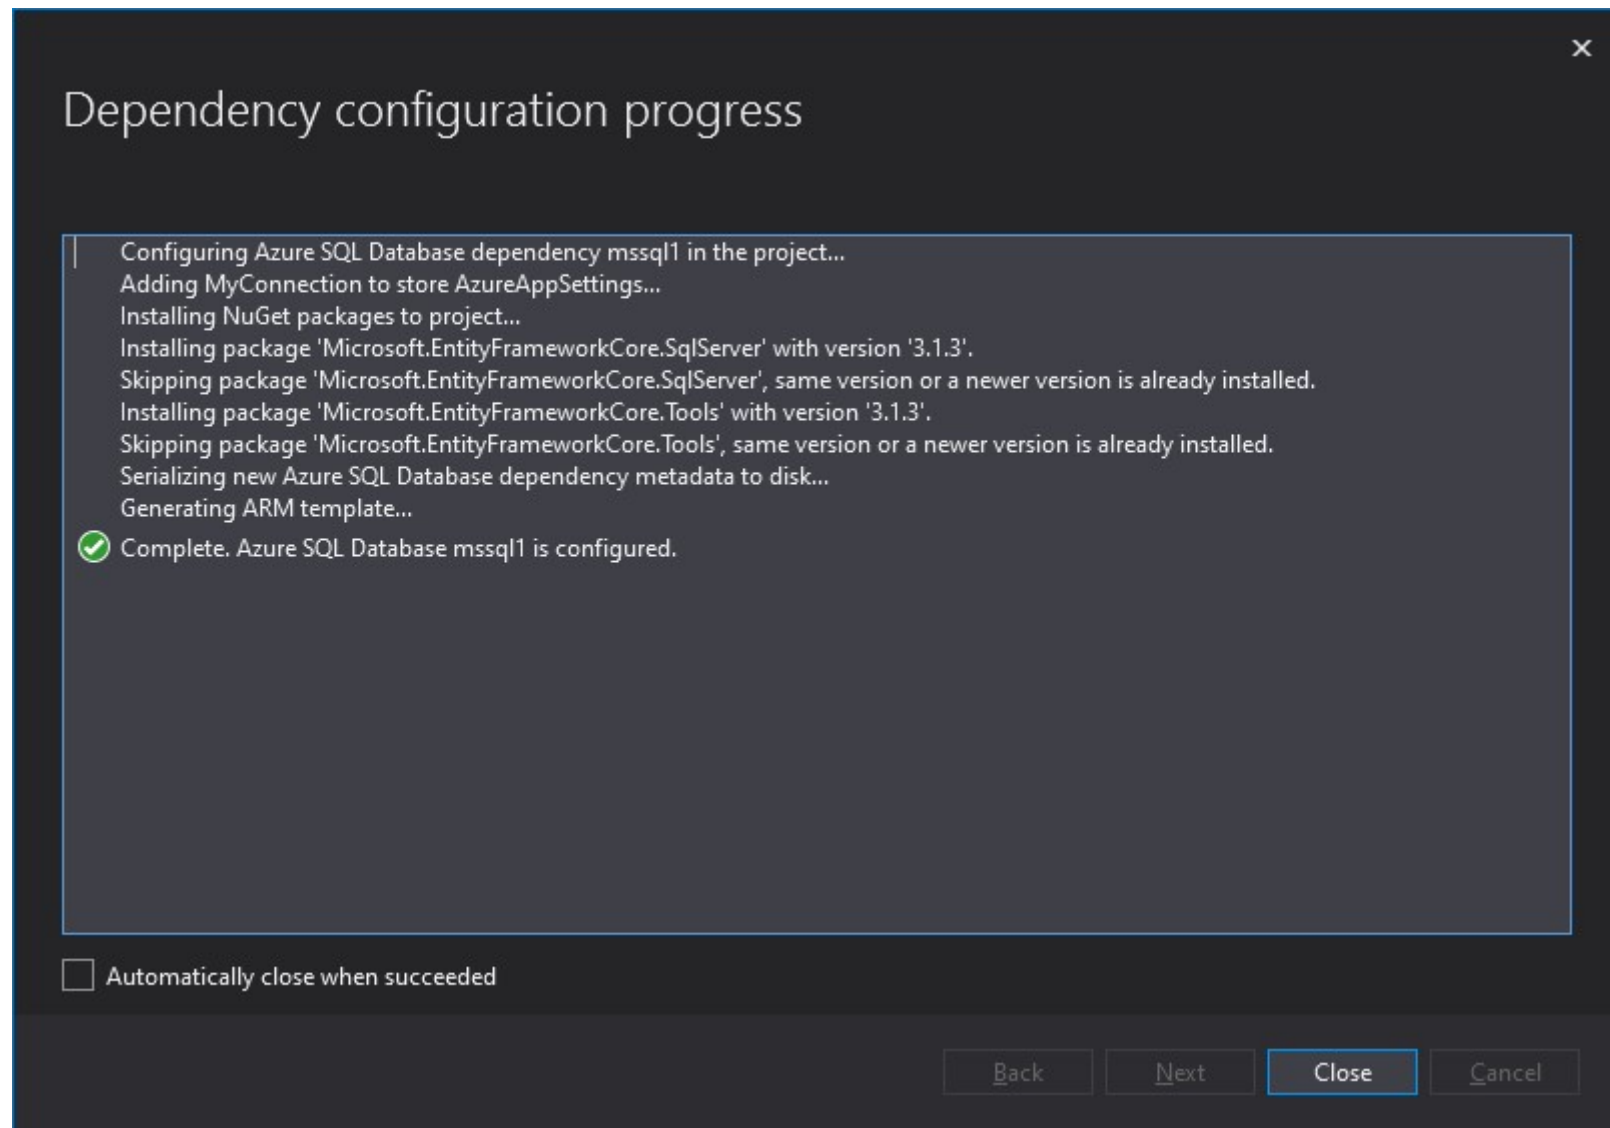 Dependency configuration progress
Configuring Azure SQL Database dependency mssql1 in the project...
Adding MyConnection to store AzureAppSettings...
Installing NuGet packages to project...
Installing package 'Microsoft.EntityFrameworkCore.SqlServer' with version '3.1.3'.
Skipping package 'Microsoft.EntityFrameworkCore.SqlServer', same version or a newer version is already installed.
Installing package 'Microsoft.EntityFrameworkCore.Tools' with version '3.1.3'.
Skipping package 'Microsoft.EntityFrameworkCore.Tools', same version or a newer version is already installed.
Serializing new Azure SQL Database dependency metadata to disk...
Generating ARM template...
Complete. Azure SQL Database mssql1 is configured.
Automatically close when succeeded
Back Next Close Cancel